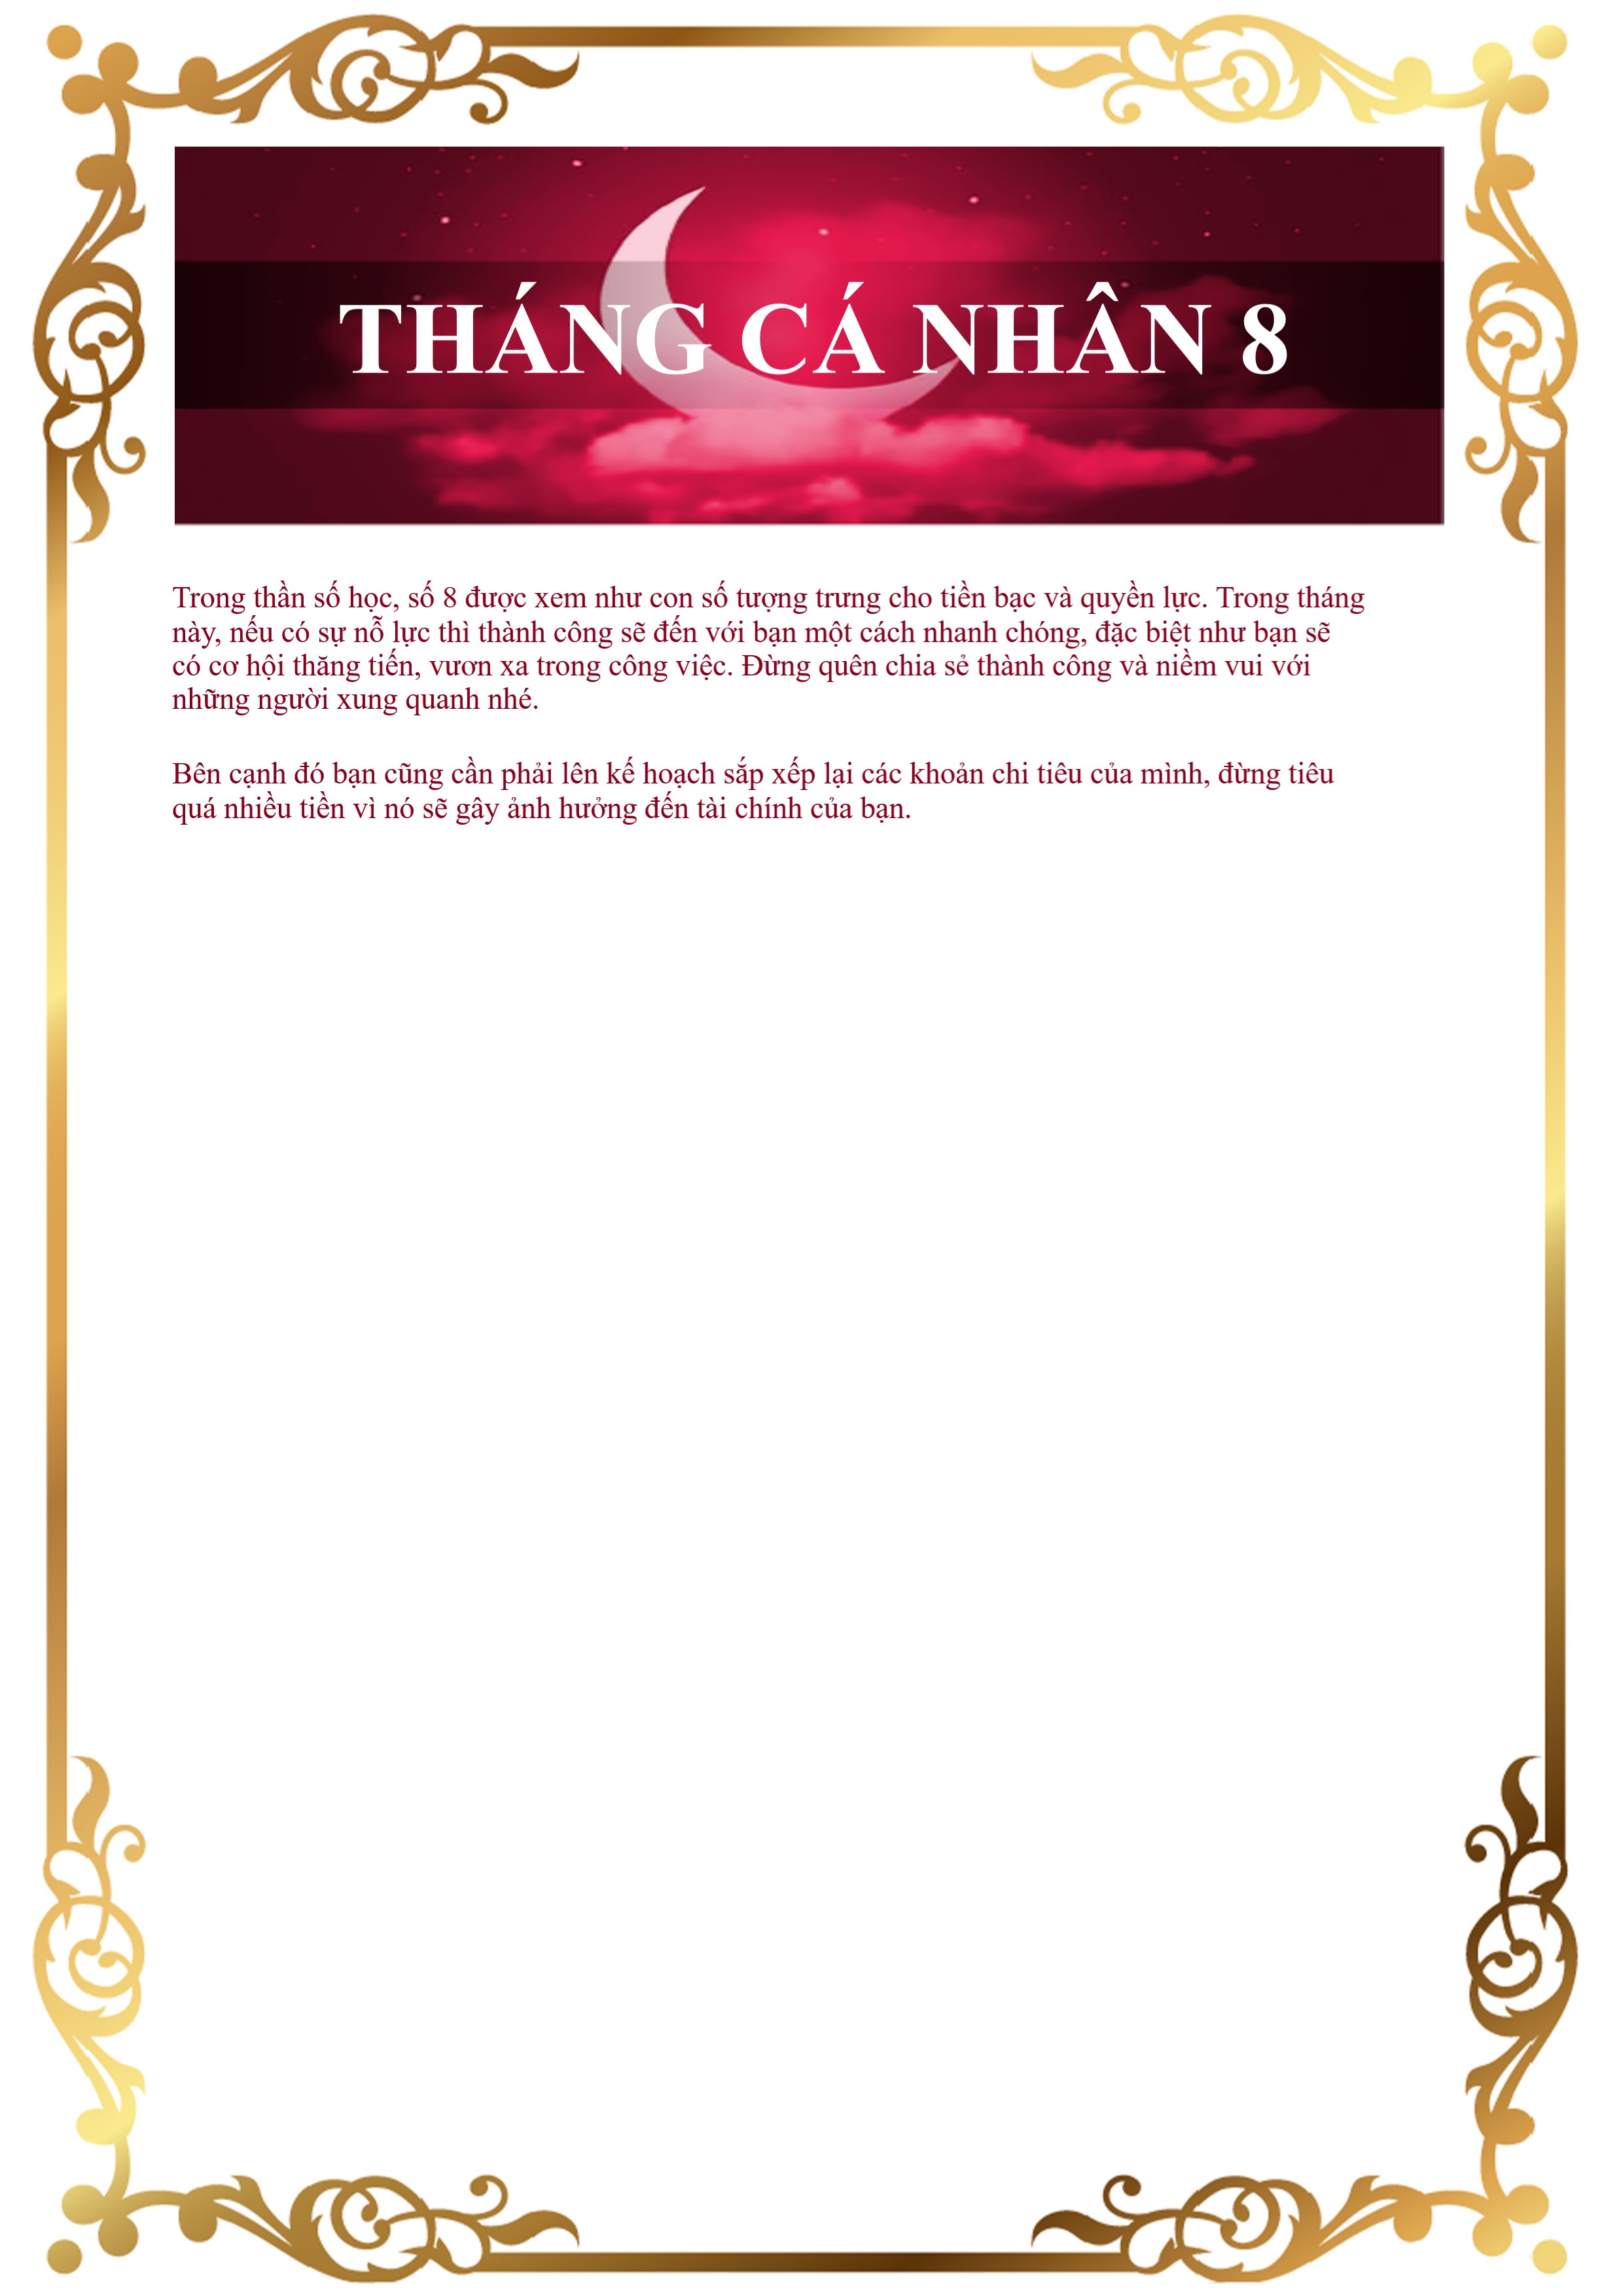 THÁNG CÁ NHÂN 8
Trong thần số học, số 8 được xem như con số tượng trưng cho tiền bạc và quyền lực. Trong tháng
này, nếu có sự nỗ lực thì thành công sẽ đến với bạn một cách nhanh chóng, đặc biệt như bạn sẽ
có cơ hội thăng tiến, vươn xa trong công việc. Đừng quên chia sẻ thành công và niềm vui với
những người xung quanh nhé.
Bên cạnh đó bạn cũng cần phải lên kế hoạch sắp xếp lại các khoản chi tiêu của mình, đừng tiêu
quá nhiều tiền vì nó sẽ gây ảnh hưởng đến tài chính của bạn.